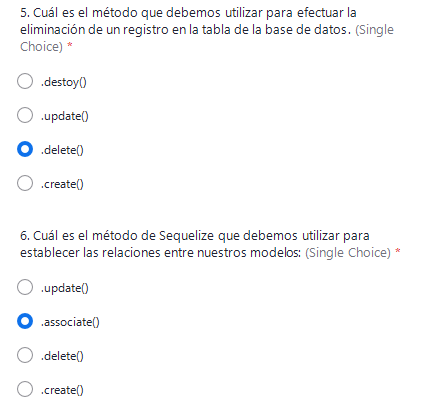 5. Cuál es el método que debemos utilizar para efectuar la
eliminación de un registro en la tabla de la base de datos. (Single
Choice) *
.destoy()
.update()
.delete()
.create()
6. Cuál es el método de Sequelize que debemos utilizar para
establecer las relaciones entre nuestros modelos: (Single Choice) *
.update()
.associate()
.delete()
.create()